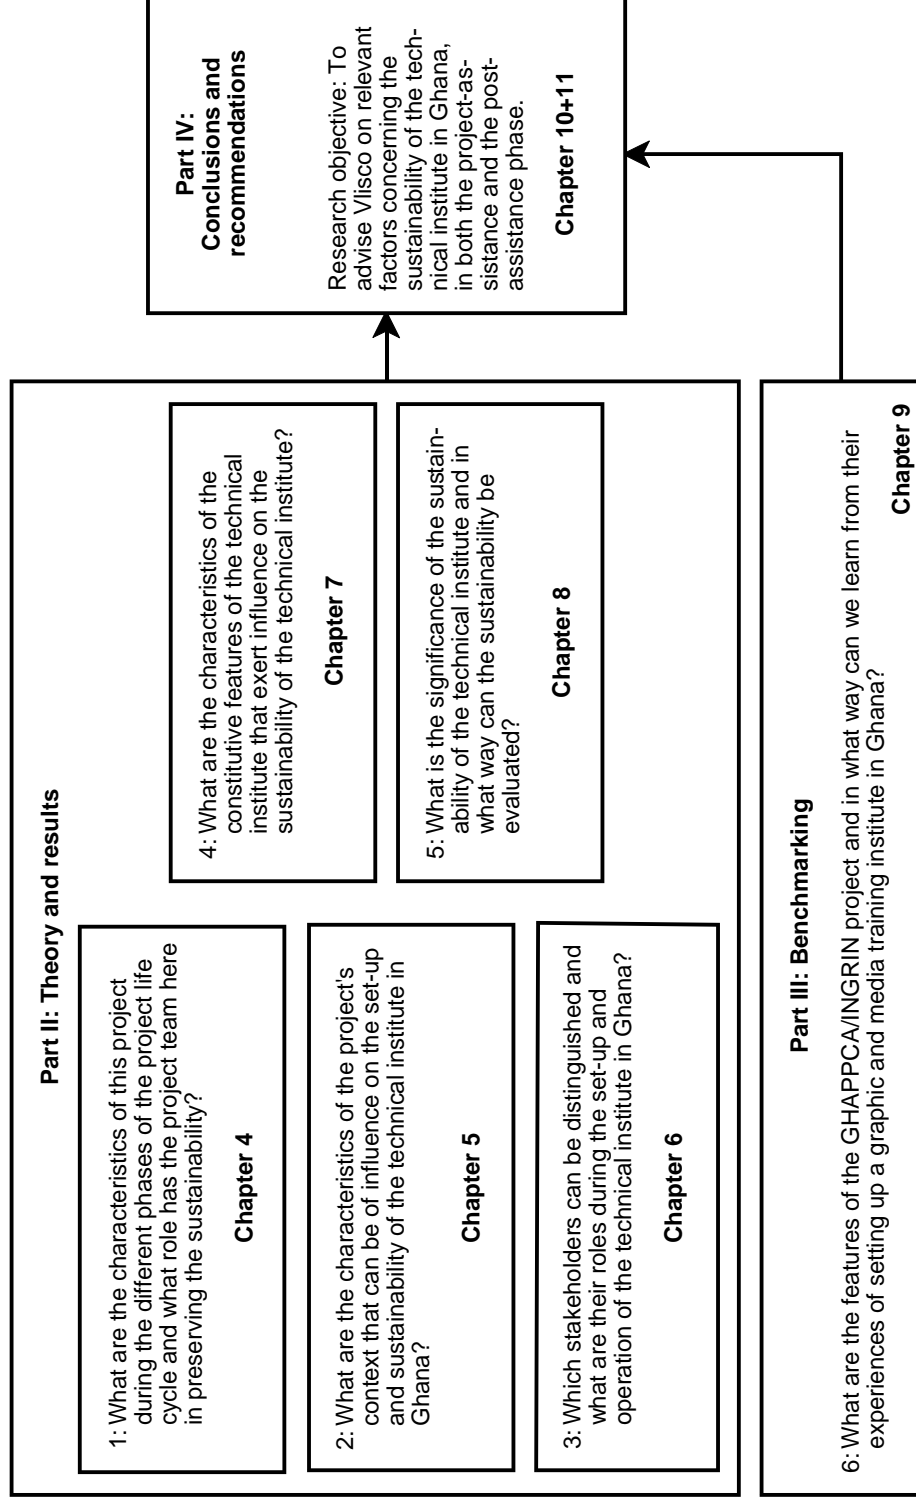 Part II: Theory and results
1: What are the characteristics of this project
during the different phases of the project life
cycle and what role has the project team here
in preserving the sustainability?
Chapter 4
2: What are the characteristics of the project's
context that can be of influence on the set-up
and sustainability of the technical institute in
Ghana?
Chapter 5
3: Which stakeholders can be distinguished and
what are their roles during the set-up and
operation of the technical institute in Ghana?
Chapter 6
4: What are the characteristics of the
constitutive features of the technical
institute that exert influence on the
sustainability of the technical institute?
Chapter 7
5: What is the significance of the sustain-
ability of the technical institute and in
what way can the sustainability be
evaluated?
Chapter 8
Part III: Benchmarking
6: What are the features of the GHAPPCA/INGRIN project and in what way can we learn from their
experiences of setting up a graphic and media training institute in Ghana?
Chapter 9
Part IV:
Conclusions and
recommendations
Research objective: To
advise Vlisco on relevant
factors concerning the
sustainability of the tech-
nical institute in Ghana,
in both the project-as-
sistance and the post-
assistance phase.
Chapter 10+11